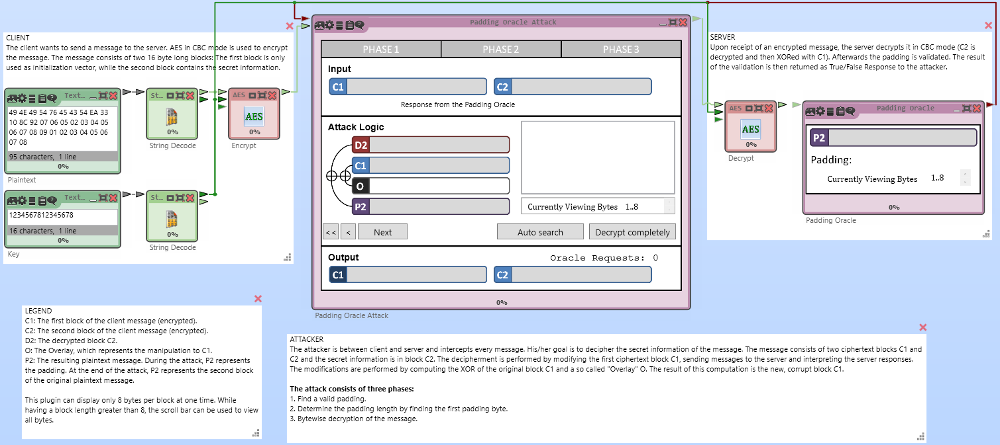 CLIENT
The client wants to send a message to the server. AES in CBC mode is used to encrypt
the message. The message consists of two 16 byte long blocks: The first block is only
used as initialization vector, while the second block contains the secret information.
Text...
49 4E 49 54 76 45 43 54 EA 33
10 8C 92 07 06 05 02 03 04 05
06 07 08 09 01 02 03 04 05 06
07 08
95 characters,  1 line
0%
Plaintext
St...
0%
String Decode
AES
AES
0%
Encrypt
Text...
1234567812345678
16 characters,  1 line
0%
Key
St...
0%
String Decode
Padding Oracle Attack
PHASE 1
PHASE 2
PHASE 3
Input
C1
C2
Response from the Padding Oracle
Attack Logic
D2
C1
O
P2
Currently Viewing Bytes 1..8
<<
<
Next
Auto search
Decrypt completely
Output
Oracle Requests: 0
C1
C2
0%
Padding Oracle Attack
SERVER
Upon receipt of an encrypted message, the server decrypts it in CBC mode (C2 is
decrypted and then XORed with C1). Afterwards the padding is validated. The result
of the validation is then returned as True/False Response to the attacker.
AES
AES
0%
Decrypt
Padding Oracle
P2
Padding:
Currently Viewing Bytes 1..8
0%
Padding Oracle
LEGEND
C1: The first block of the client message (encrypted).
C2: The second block of the client message (encrypted).
D2: The decrypted block C2.
O: The Overlay, which represents the manipulation to C1.
P2: The resulting plaintext message. During the attack, P2 represents
the padding. At the end of the attack, P2 represents the second block
of the original plaintext message.
This plugin can display only 8 bytes per block at one time. While
having a block length greater than 8, the scroll bar can be used to view
all bytes.
ATTACKER
The attacker is between client and server and intercepts every message. His/her goal is to decipher the secret information of the message. The message consists of two ciphertext blocks C1 and
C2 and the secret information is in block C2. The decipherment is performed by modifying the first ciphertext block C1, sending messages to the server and interpreting the server responses.
The modifications are performed by computing the XOR of the original block C1 and a so called "Overlay" O. The result of this computation is the new, corrupt block C1.
The attack consists of three phases:
1. Find a valid padding.
2. Determine the padding length by finding the first padding byte.
3. Bytewise decryption of the message.